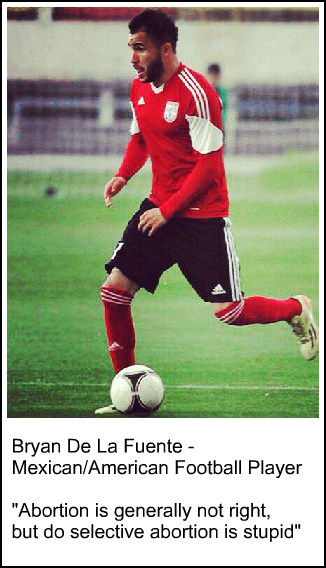 Bryan De La Fuente -
Mexican/American Football Player
"Abortion is generally not right,
but do selective abortion is stupid"